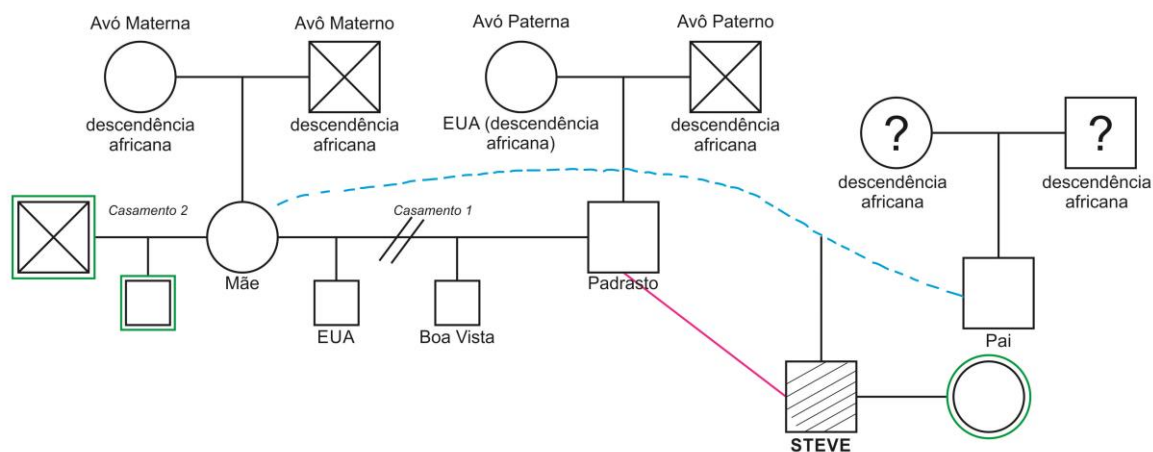 Avó Materna
Avô Materno
Avó Paterna
Avô Paterno
descendência
africana
descendência
africana
EUA (descendência
africana)
descendência
africana
?
?
descendência
africana
descendência
africana
Casamento 2
Casamento 1
Mãe
Padrasto
EUA
Boa Vista
Pai
STEVE